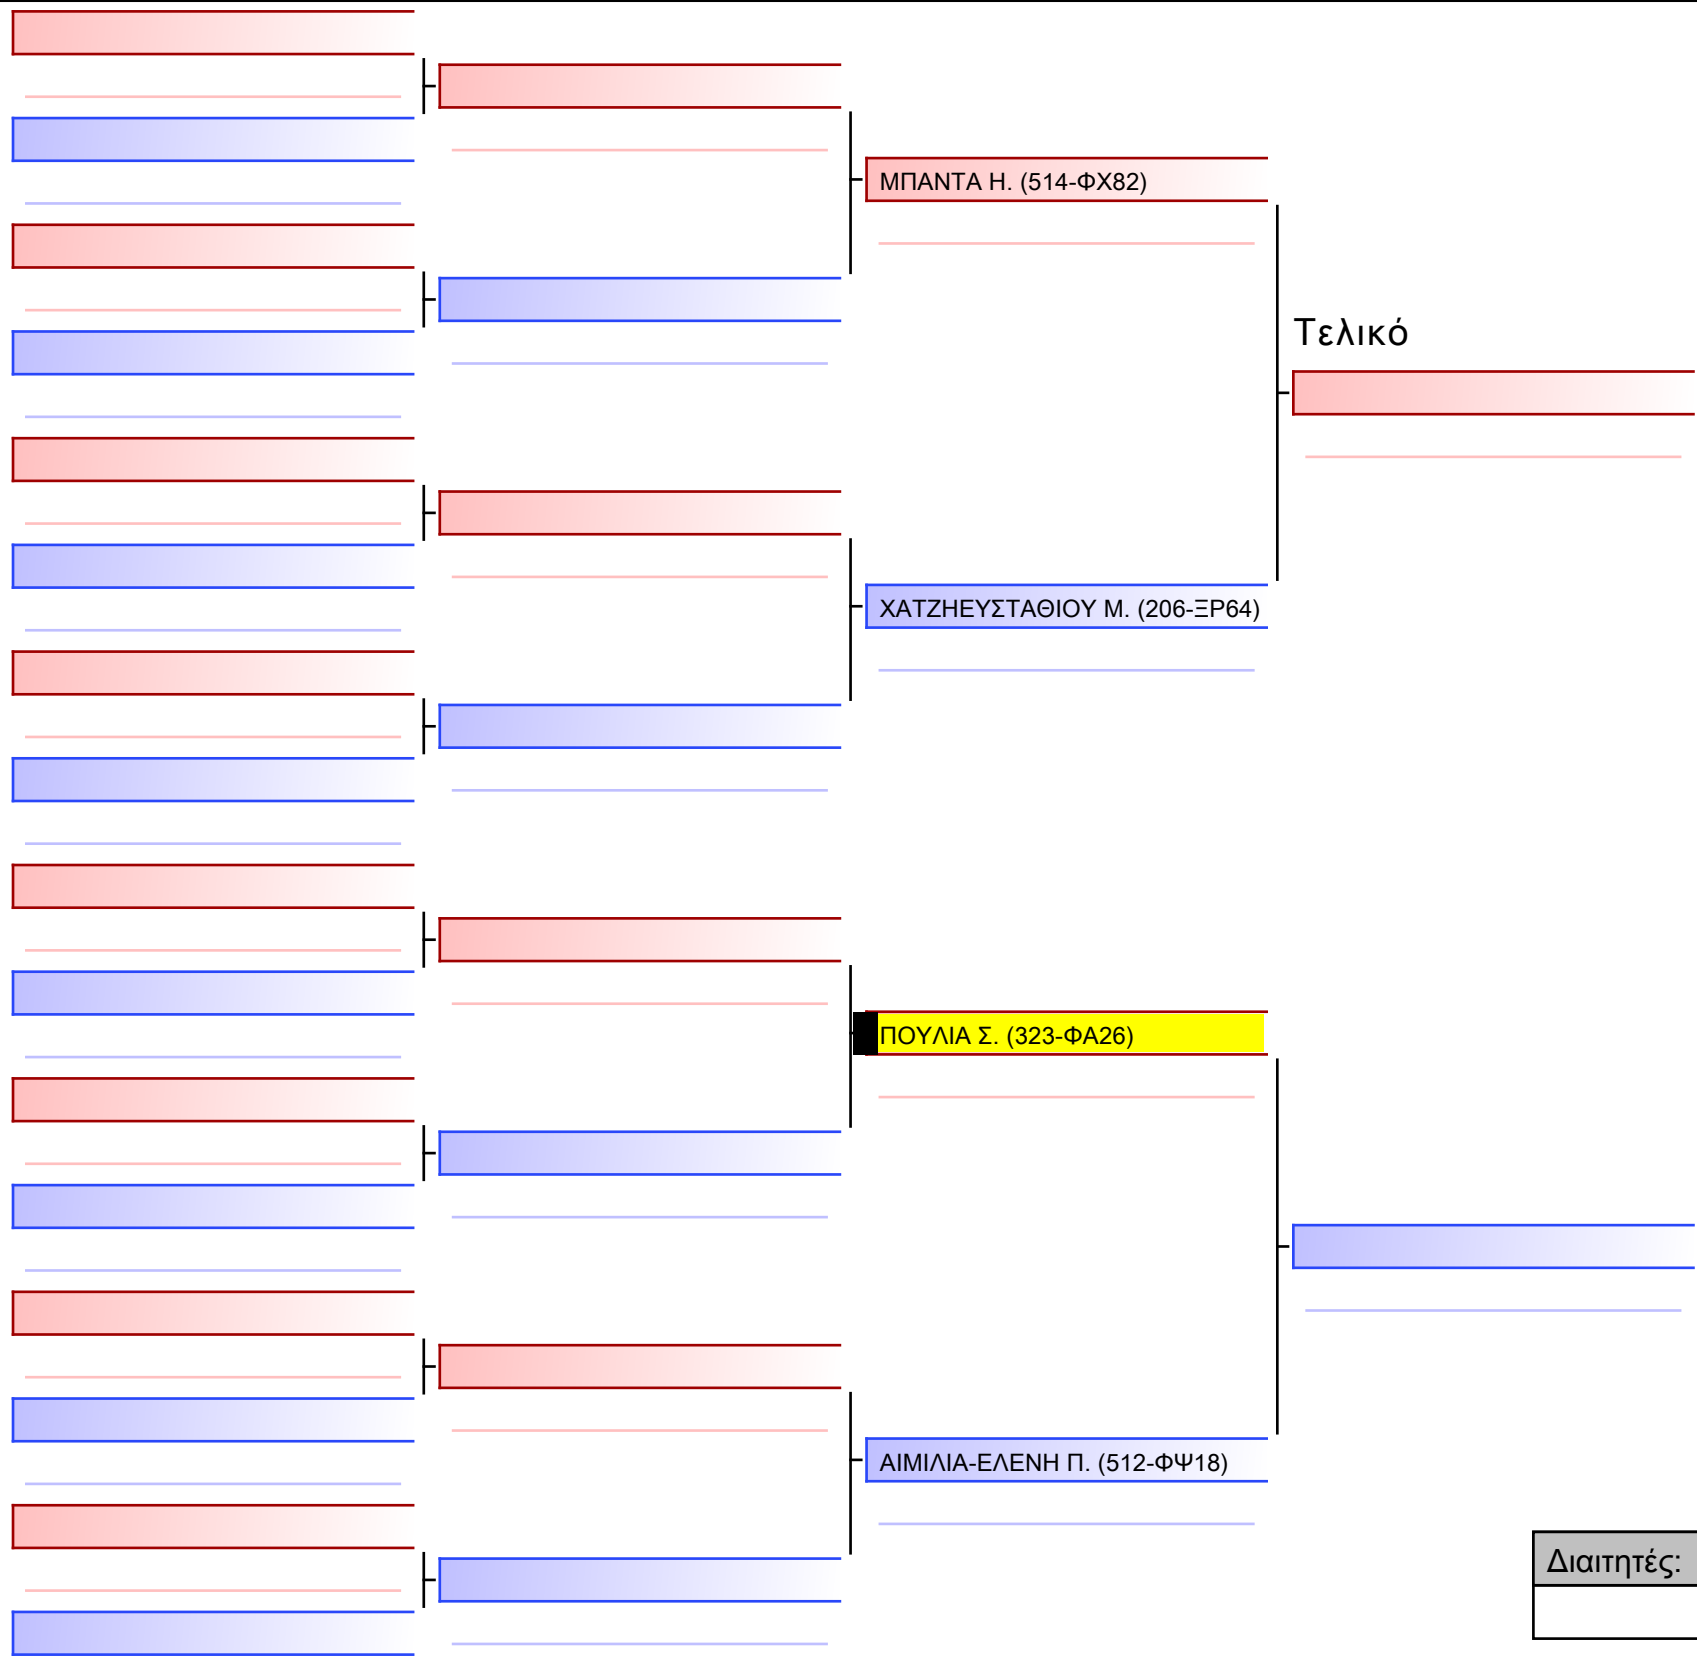 ΜΠΑΝΤΑ Η. (514-ΦΧ82)
Τελικό
ΧΑΤΖΗΕΥΣΤΑΘΙΟΥ Μ. (206-ΞΡ64)
ΠΟΥΛΙΑ Σ. (323-ΦΑ26)
ΑΙΜΙΛΙΑ-ΕΛΕΝΗ Π. (512-ΦΨ18)
Διαιτητές: